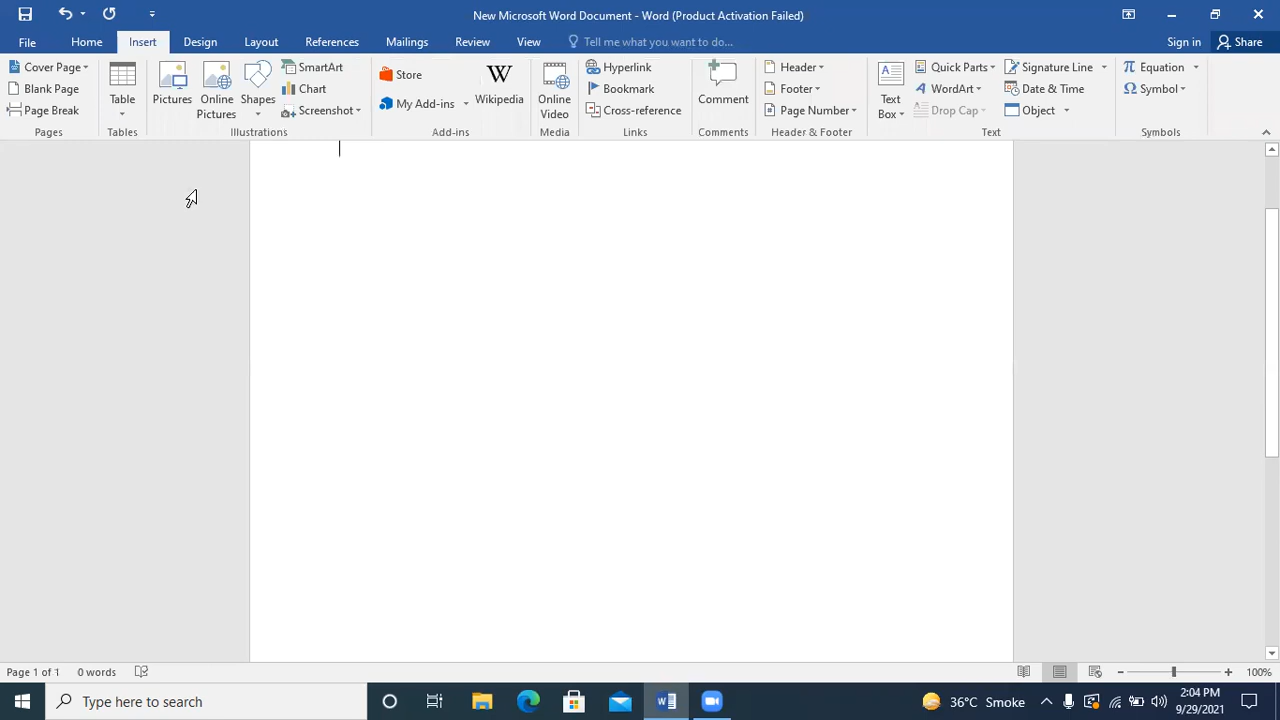 New Microsoft Word Document - Word (Product Activation Failed)
File Home Insert Design Layout References Mailings Review View Tell me what you want to do... Sign in Share
Cover Page
Blank Page
Page Break
Pages
Table
Tables
Pictures
Online Pictures
Shapes
SmartArt
Chart
Screenshot
Illustrations
Store
My Add-ins
W
Wikipedia
Add-ins
Online Video
Media
Hyperlink
Bookmark
Cross-reference
Links
Comment
Comments
Header
Footer
Page Number
Header & Footer
A
Text Box
Quick Parts
WordArt
Drop Cap
Signature Line
Date & Time
Object
Text
π Equation
Ω Symbol
Symbols
Page 1 of 1 0 words 100%
Type here to search 36°C Smoke 2:04 PM
9/29/2021